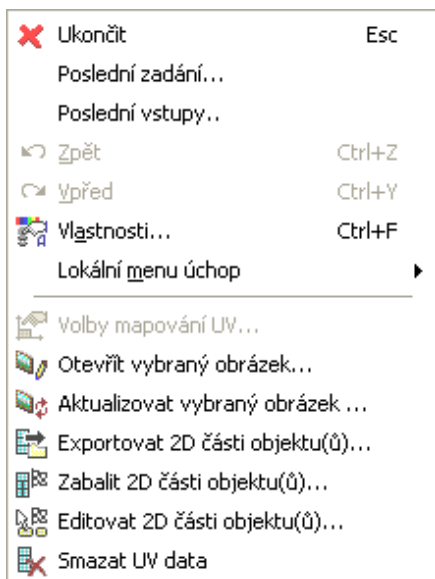 Ukončit Esc
Poslední zadání...
Poslední vstupy..
Zpět Ctrl+Z
Vpřed Ctrl+Y
Vlastnosti... Ctrl+F
Lokální menu úchop
Volby mapování UV...
Otevřít vybraný obrázek...
Aktualizovat vybraný obrázek ...
Exportovat 2D části objektu(ů)...
Zabalit 2D části objektu(ů)...
Editovat 2D části objektu(ů)...
Smazat UV data